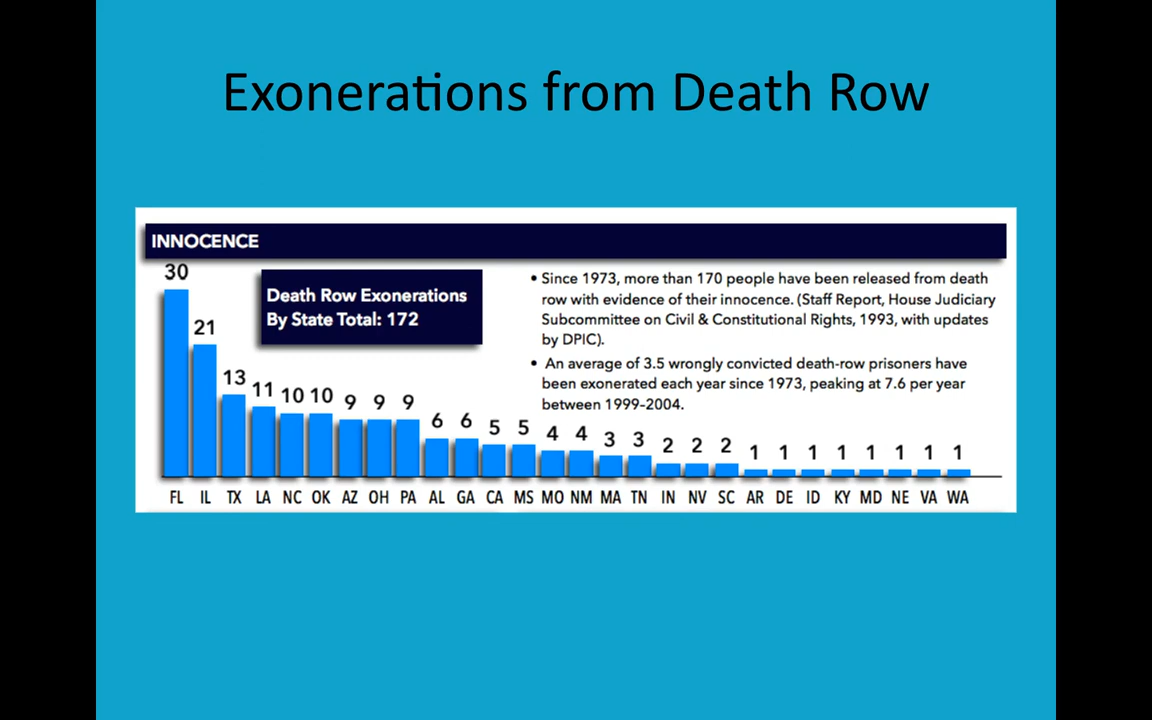 Exonerations from Death Row
INNOCENCE
Death Row Exonerations
By State Total: 172
• Since 1973, more than 170 people have been released from death
row with evidence of their innocence. (Staff Report, House Judiciary
Subcommittee on Civil & Constitutional Rights, 1993, with updates
by DPIC).
• An average of 3.5 wrongly convicted death-row prisoners have
been exonerated each year since 1973, peaking at 7.6 per year
between 1999-2004.
30 21 13 11 10 10 9 9 9 6 6 5 5 4 4 3 3 2 2 2 1 1 1 1 1 1 1 1
FL IL TX LA NC OK AZ OH PA AL GA CA MS MO NM MA TN IN NV SC AR DE ID KY MD NE VA WA